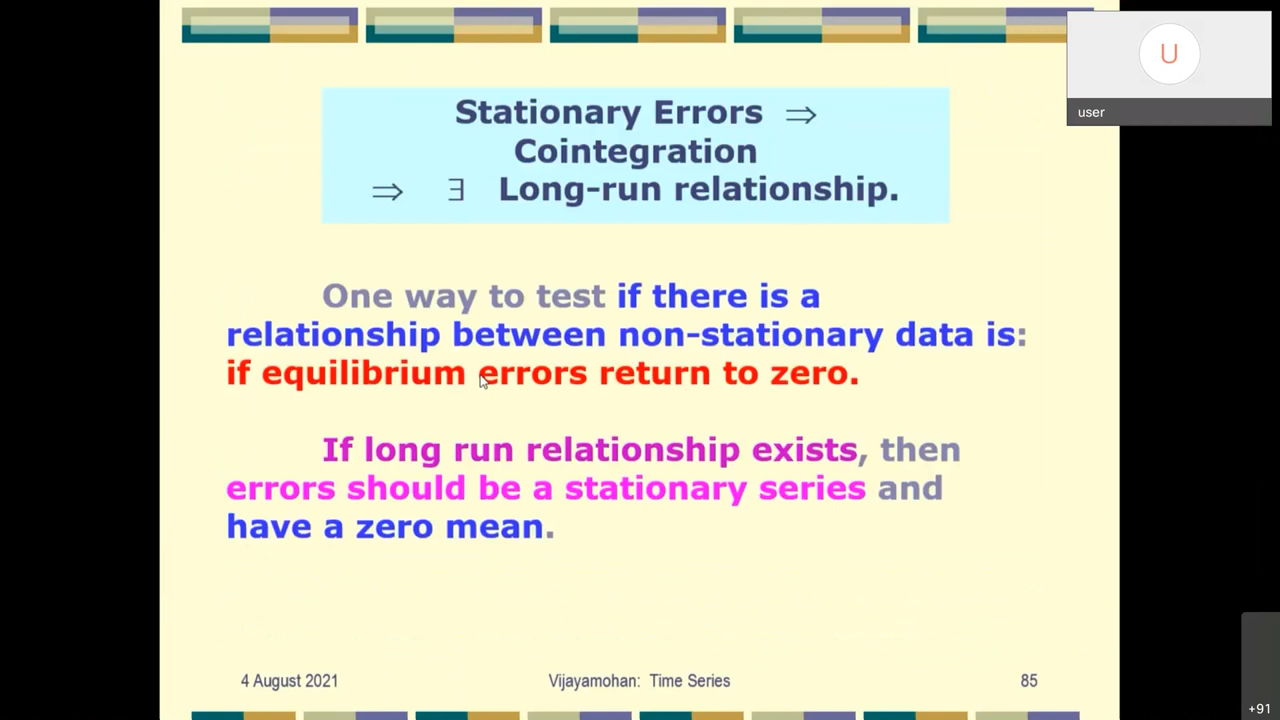 Stationary Errors ⇒
Cointegration
⇒ ∃ Long-run relationship.
One way to test if there is a
relationship between non-stationary data is:
if equilibrium errors return to zero.
If long run relationship exists, then
errors should be a stationary series and
have a zero mean.
4 August 2021 Vijayamohan: Time Series 85
U
user
+91